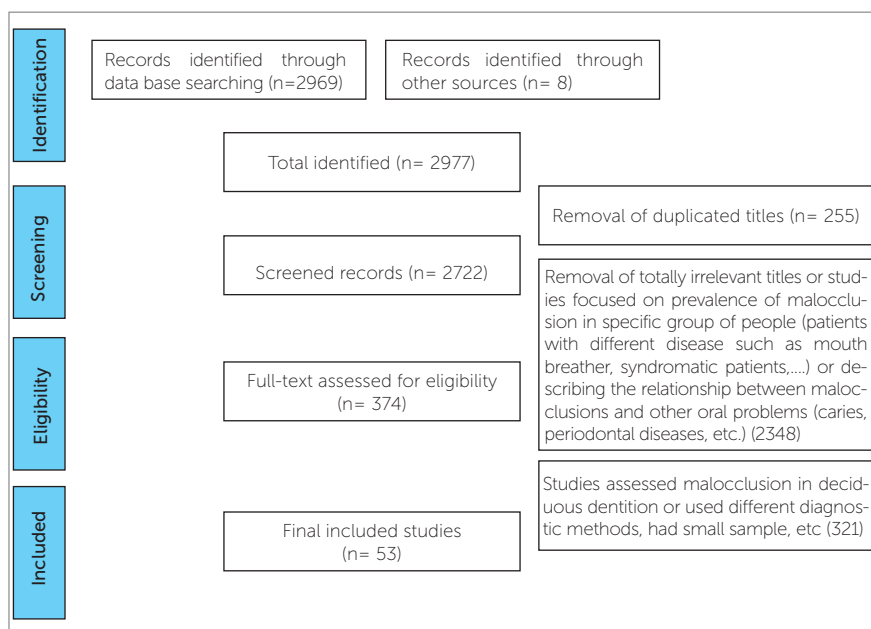 Identification
Records identified through
data base searching (n=2969)
Records identified through
other sources (n= 8)
Total identified (n= 2977)
Screening
Removal of duplicated titles (n= 255)
Screened records (n= 2722)
Removal of totally irrelevant titles or stud-
ies focused on prevalence of malocclu-
sion in specific group of people (patients
with different disease such as mouth
breather, syndromatic patients,....) or de-
scribing the relationship between maloc-
clusions and other oral problems (caries,
periodontal diseases, etc.) (2348)
Eligibility
Full-text assessed for eligibility
(n= 374)
Studies assessed malocclusion in decid-
uous dentition or used different diagnos-
tic methods, had small sample, etc (321)
Included
Final included studies
(n= 53)